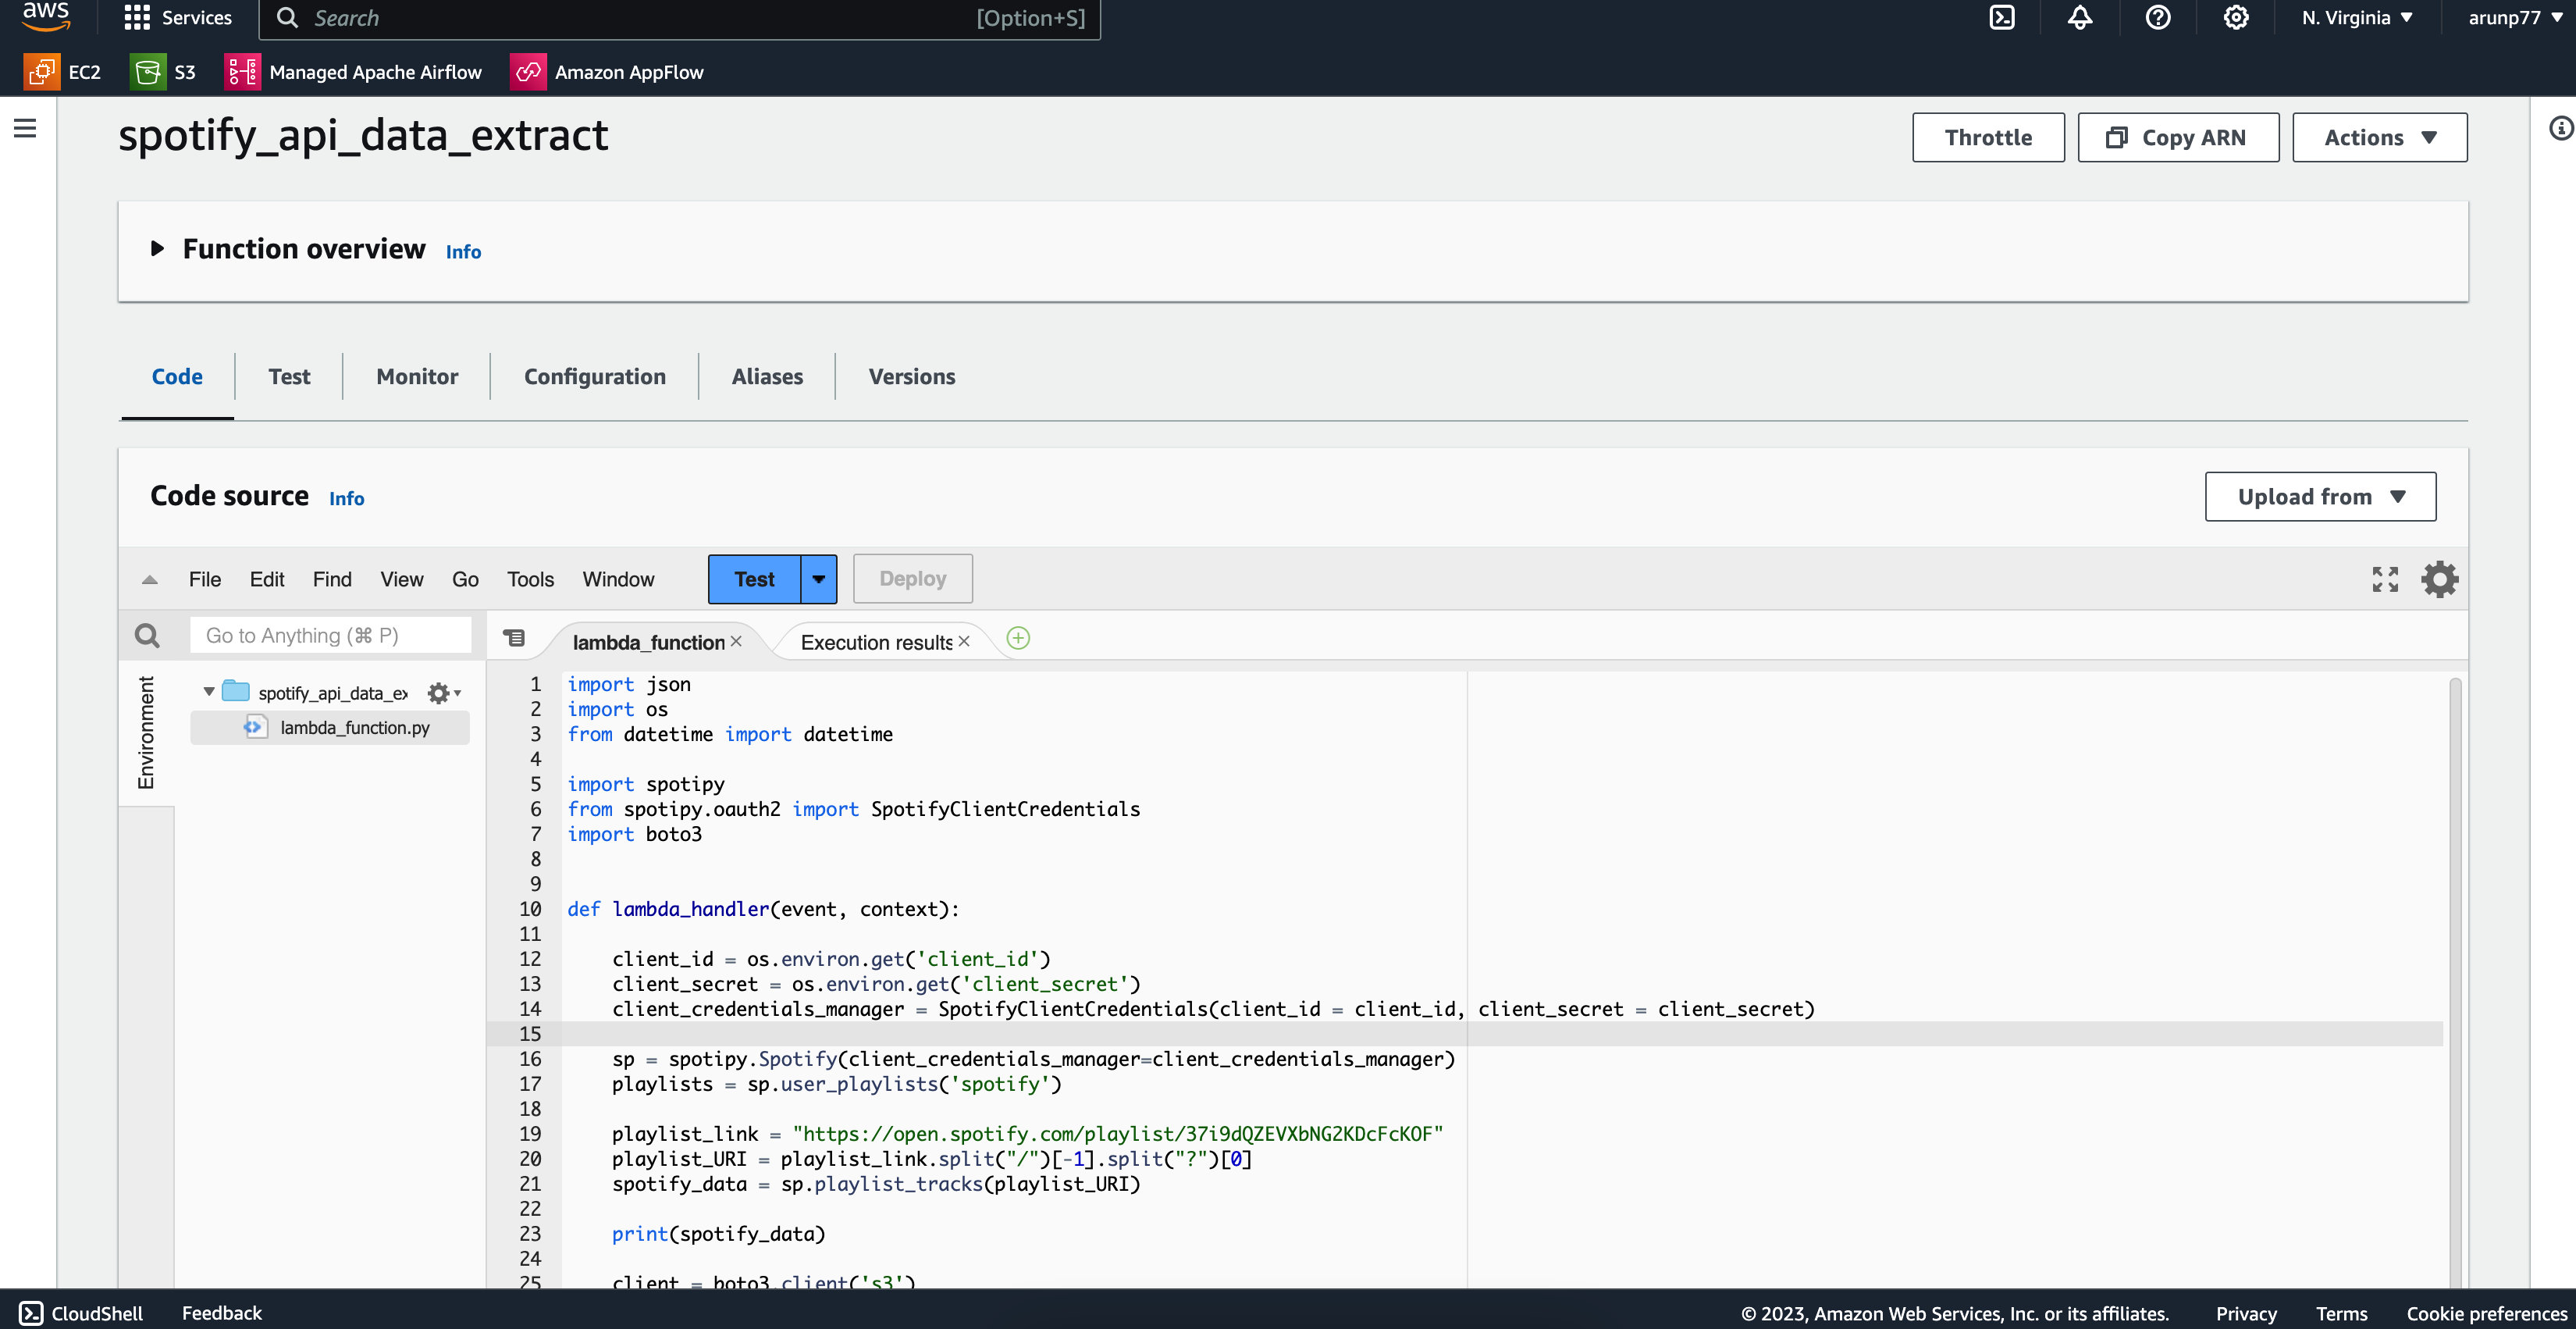 aws Services Search [Option+S] N. Virginia arunp77
EC2 S3 Managed Apache Airflow Amazon AppFlow
spotify_api_data_extract
Throttle Copy ARN Actions
Function overview Info
Code Test Monitor Configuration Aliases Versions
Code source Info
Upload from
File Edit Find View Go Tools Window Test Deploy
Go to Anything (⌘ P)
lambda_function × Execution results ×
Environment
spotify_api_data_ex
lambda_function.py
1 import json
2 import os
3 from datetime import datetime
4
5 import spotipy
6 from spotipy.oauth2 import SpotifyClientCredentials
7 import boto3
8
9
10 def lambda_handler(event, context):
11
12     client_id = os.environ.get('client_id')
13     client_secret = os.environ.get('client_secret')
14     client_credentials_manager = SpotifyClientCredentials(client_id = client_id, client_secret = client_secret)
15
16     sp = spotipy.Spotify(client_credentials_manager=client_credentials_manager)
17     playlists = sp.user_playlists('spotify')
18
19     playlist_link = "https://open.spotify.com/playlist/37i9dQZEVXbNG2KDcFcKOF"
20     playlist_URI = playlist_link.split("/")[-1].split("?")[0]
21     spotify_data = sp.playlist_tracks(playlist_URI)
22
23     print(spotify_data)
24
25     client = boto3.client('s3')
CloudShell Feedback © 2023, Amazon Web Services, Inc. or its affiliates. Privacy Terms Cookie preferences